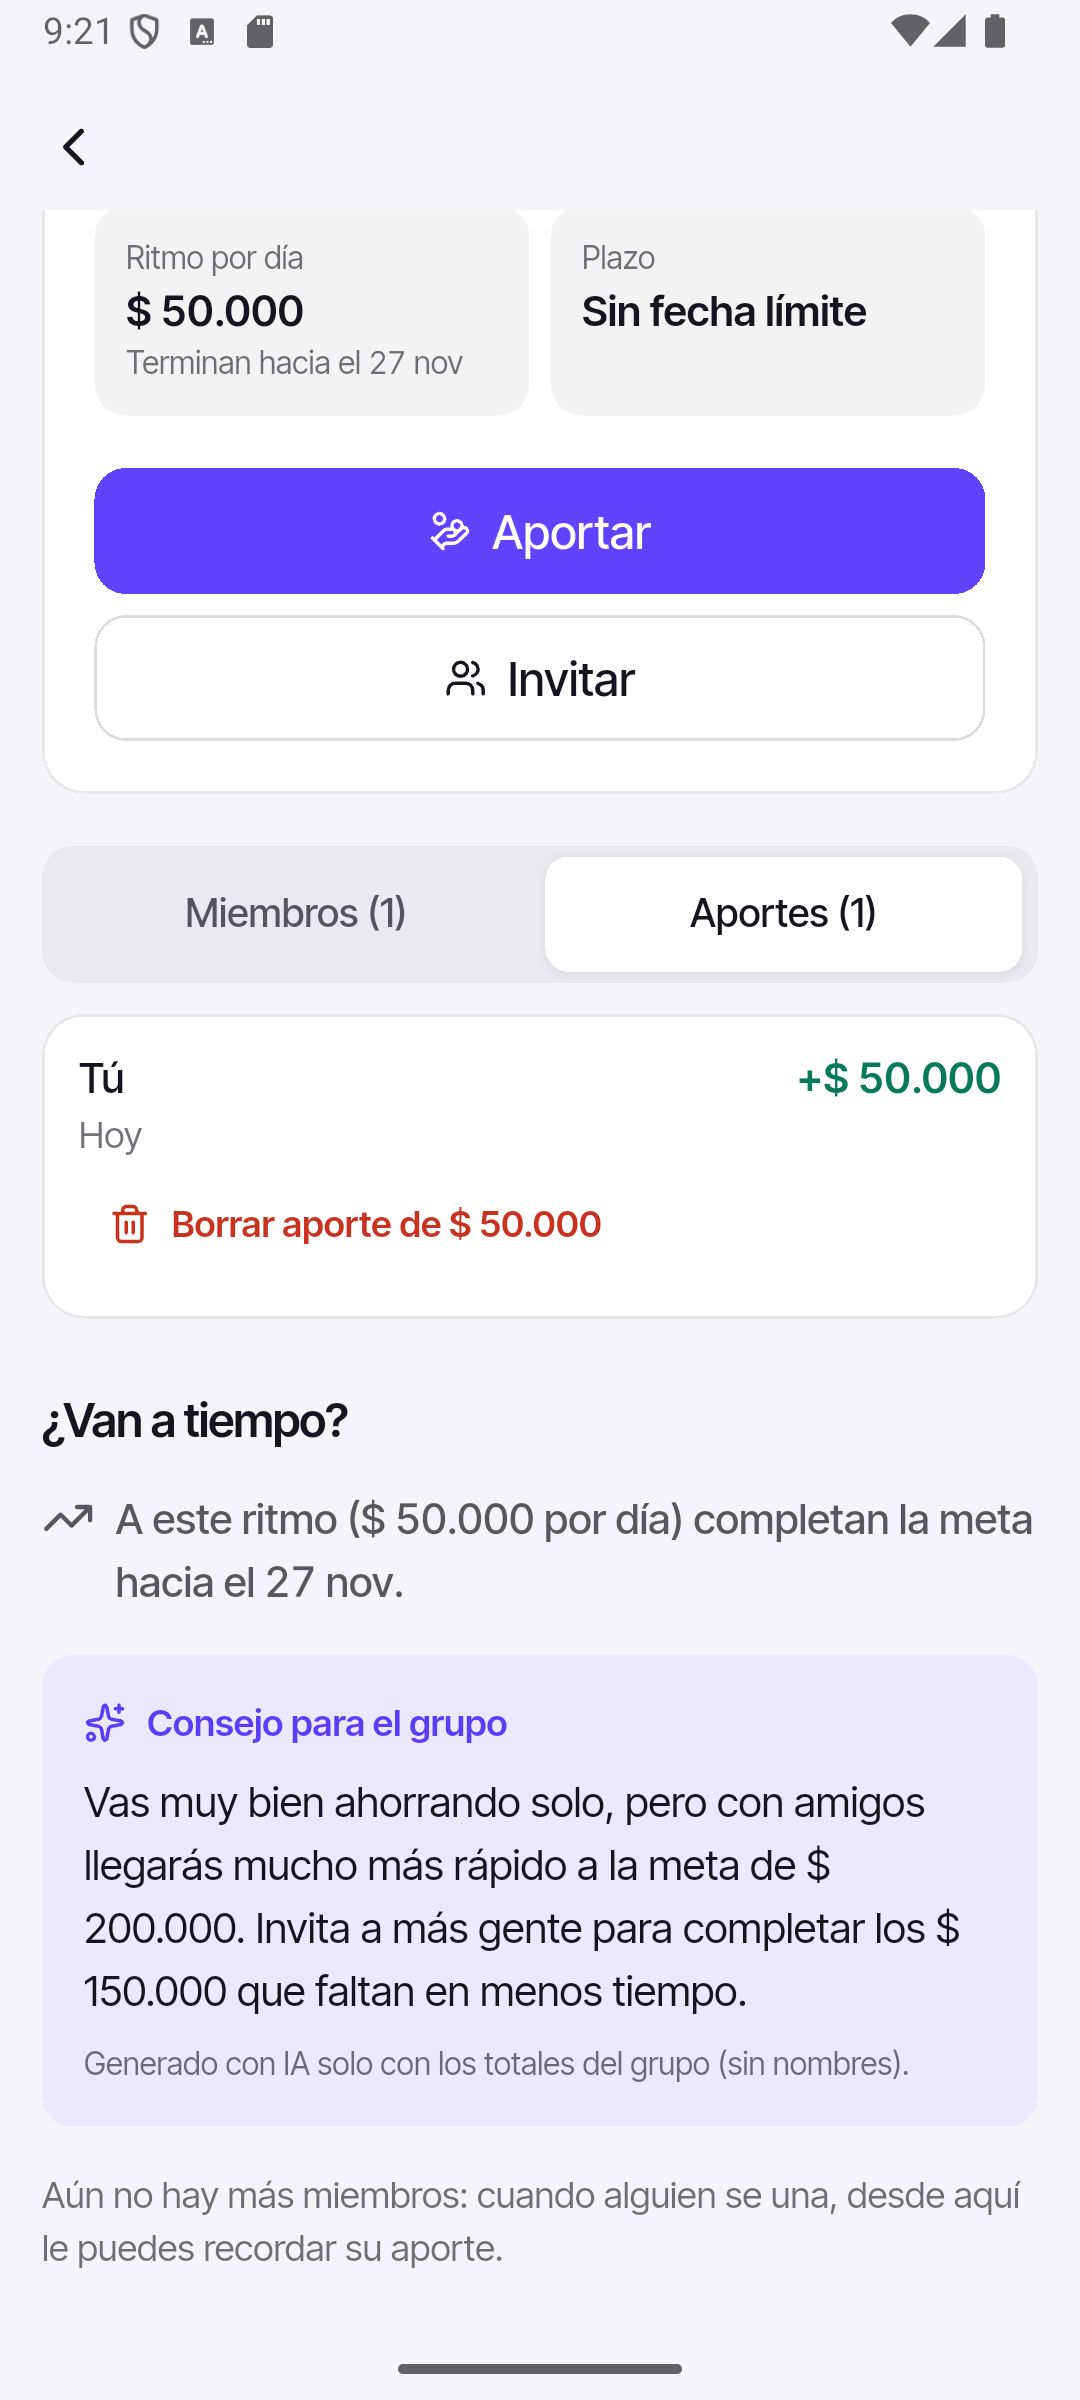 9:21
Ritmo por día
$ 50.000
Terminan hacia el 27 nov
Plazo
Sin fecha límite
Aportar
Invitar
Miembros (1)
Aportes (1)
Tú
+$ 50.000
Hoy
Borrar aporte de $ 50.000
¿Van a tiempo?
A este ritmo ($ 50.000 por día) completan la meta
hacia el 27 nov.
Consejo para el grupo
Vas muy bien ahorrando solo, pero con amigos
llegarás mucho más rápido a la meta de $
200.000. Invita a más gente para completar los $
150.000 que faltan en menos tiempo.
Generado con IA solo con los totales del grupo (sin nombres).
Aún no hay más miembros: cuando alguien se una, desde aquí
le puedes recordar su aporte.